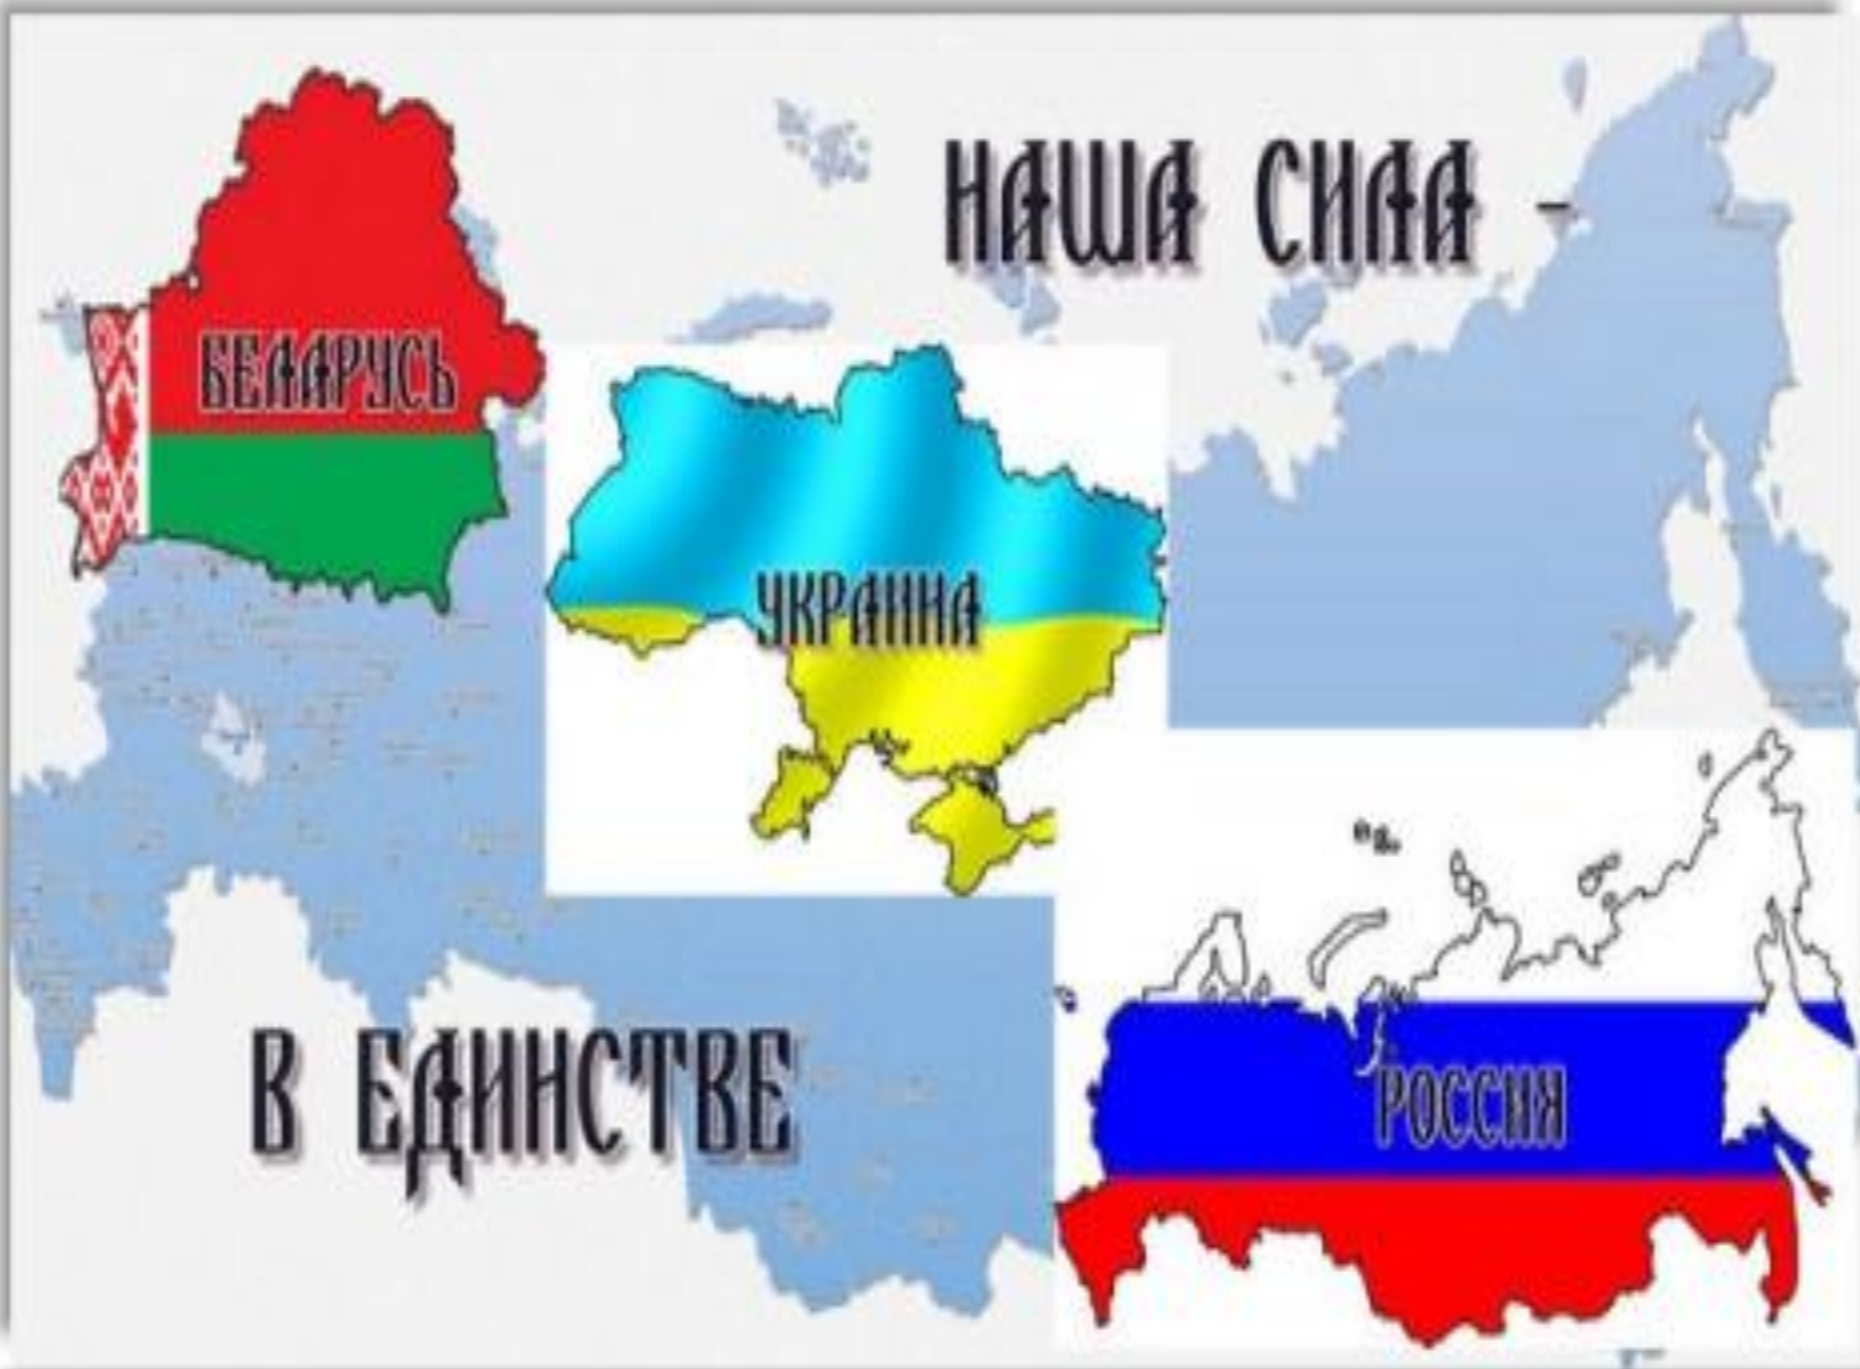 НАША СИЛА -
БЕЛАРУСЬ
УКРАИНА
В ЕДИНСТВЕ
РОССИЯ